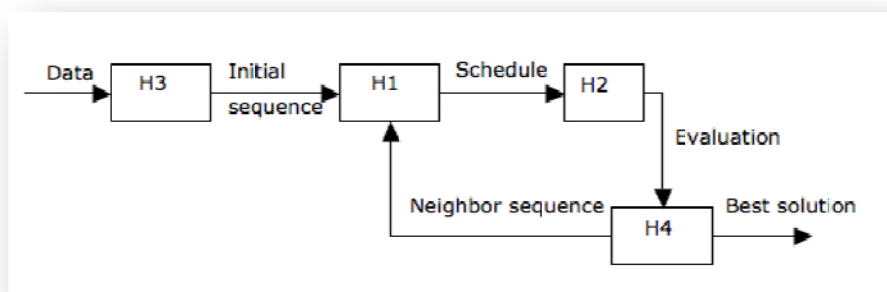 Data
H3
Initial
sequence
H1
Schedule
H2
Evaluation
Neighbor sequence
H4
Best solution